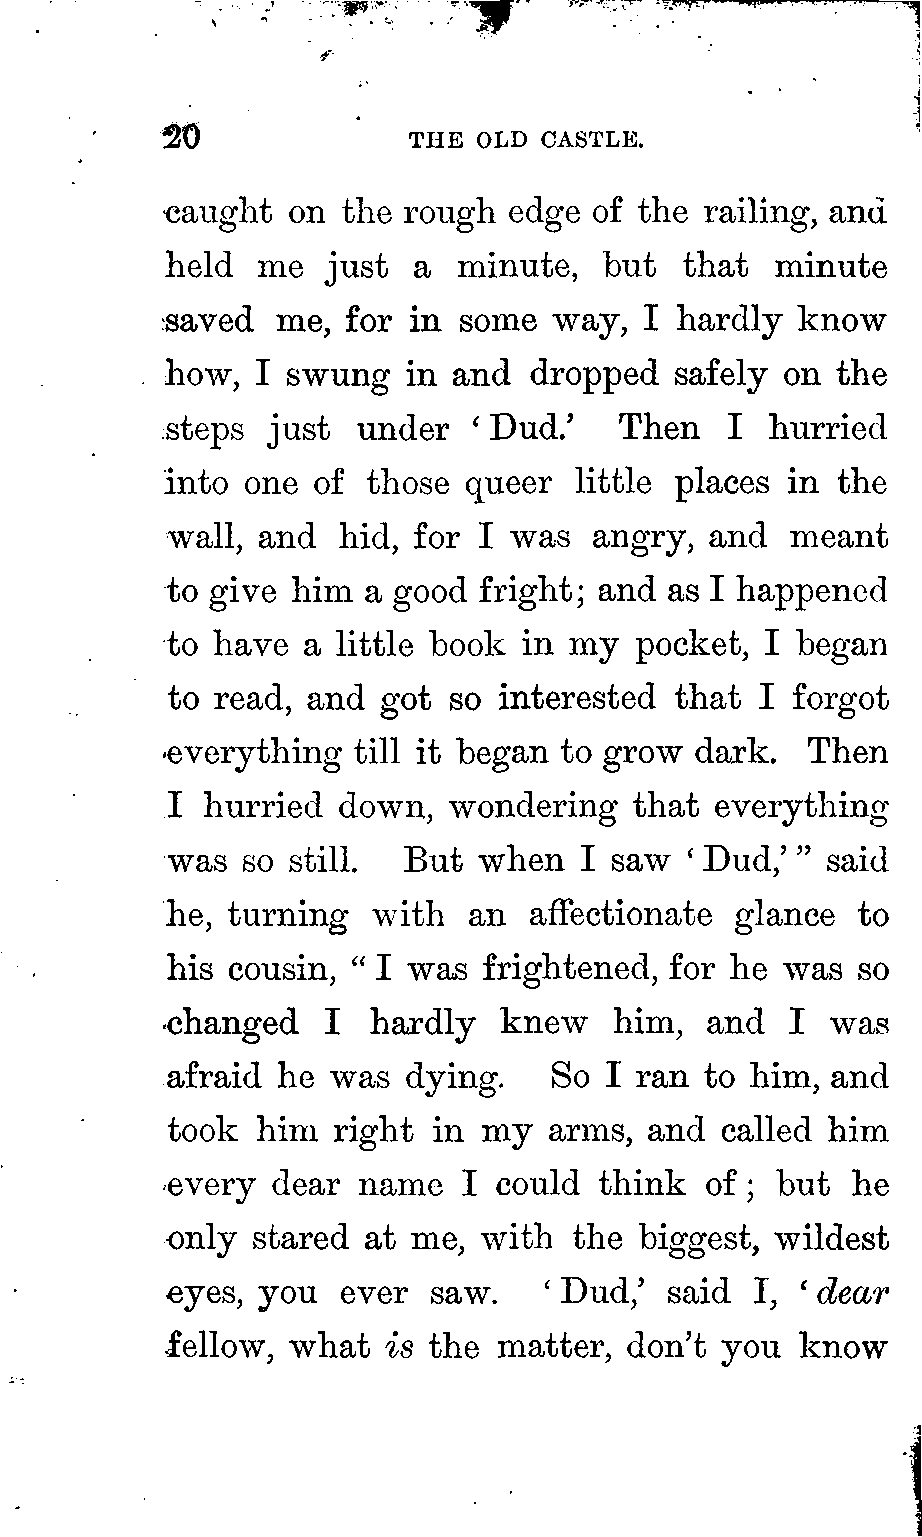 20 THE OLD CASTLE.
caught on the rough edge of the railing, and
held me just a minute, but that minute
saved me, for in some way, I hardly know
how, I swung in and dropped safely on the
steps just under ‘Dud.’ Then I hurried
into one of those queer little places in the
wall, and hid, for I was angry, and meant
to give him a good fright; and as I happened
to have a little book in my pocket, I began
to read, and got so interested that I forgot
everything till it began to grow dark. Then
I hurried down, wondering that everything
was so still. But when I saw ‘Dud,’” said
he, turning with an affectionate glance to
his cousin, “I was frightened, for he was so
changed I hardly knew him, and I was
afraid he was dying. So I ran to him, and
took him right in my arms, and called him
every dear name I could think of; but he
only stared at me, with the biggest, wildest
eyes, you ever saw. ‘Dud,’ said I, ‘dear
fellow, what is the matter, don’t you know